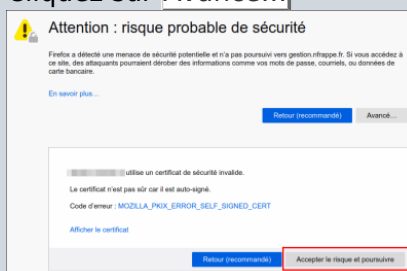 Cliquez sur Avancé...
Attention : risque probable de sécurité
Firefox a détecté une menace de sécurité potentielle et n'a pas poursuivi vers gestion.nfrappe.fr. Si vous accédez à
ce site, des attaquants pourraient dérober des informations comme vos mots de passe, courriels, ou données de
carte bancaire.
En savoir plus...
Retour (recommandé) Avancé...
utilise un certificat de sécurité invalide.
Le certificat n'est pas sûr car il est auto-signé.
Code d'erreur : MOZILLA_PKIX_ERROR_SELF_SIGNED_CERT
Afficher le certificat
Retour (recommandé) Accepter le risque et poursuivre